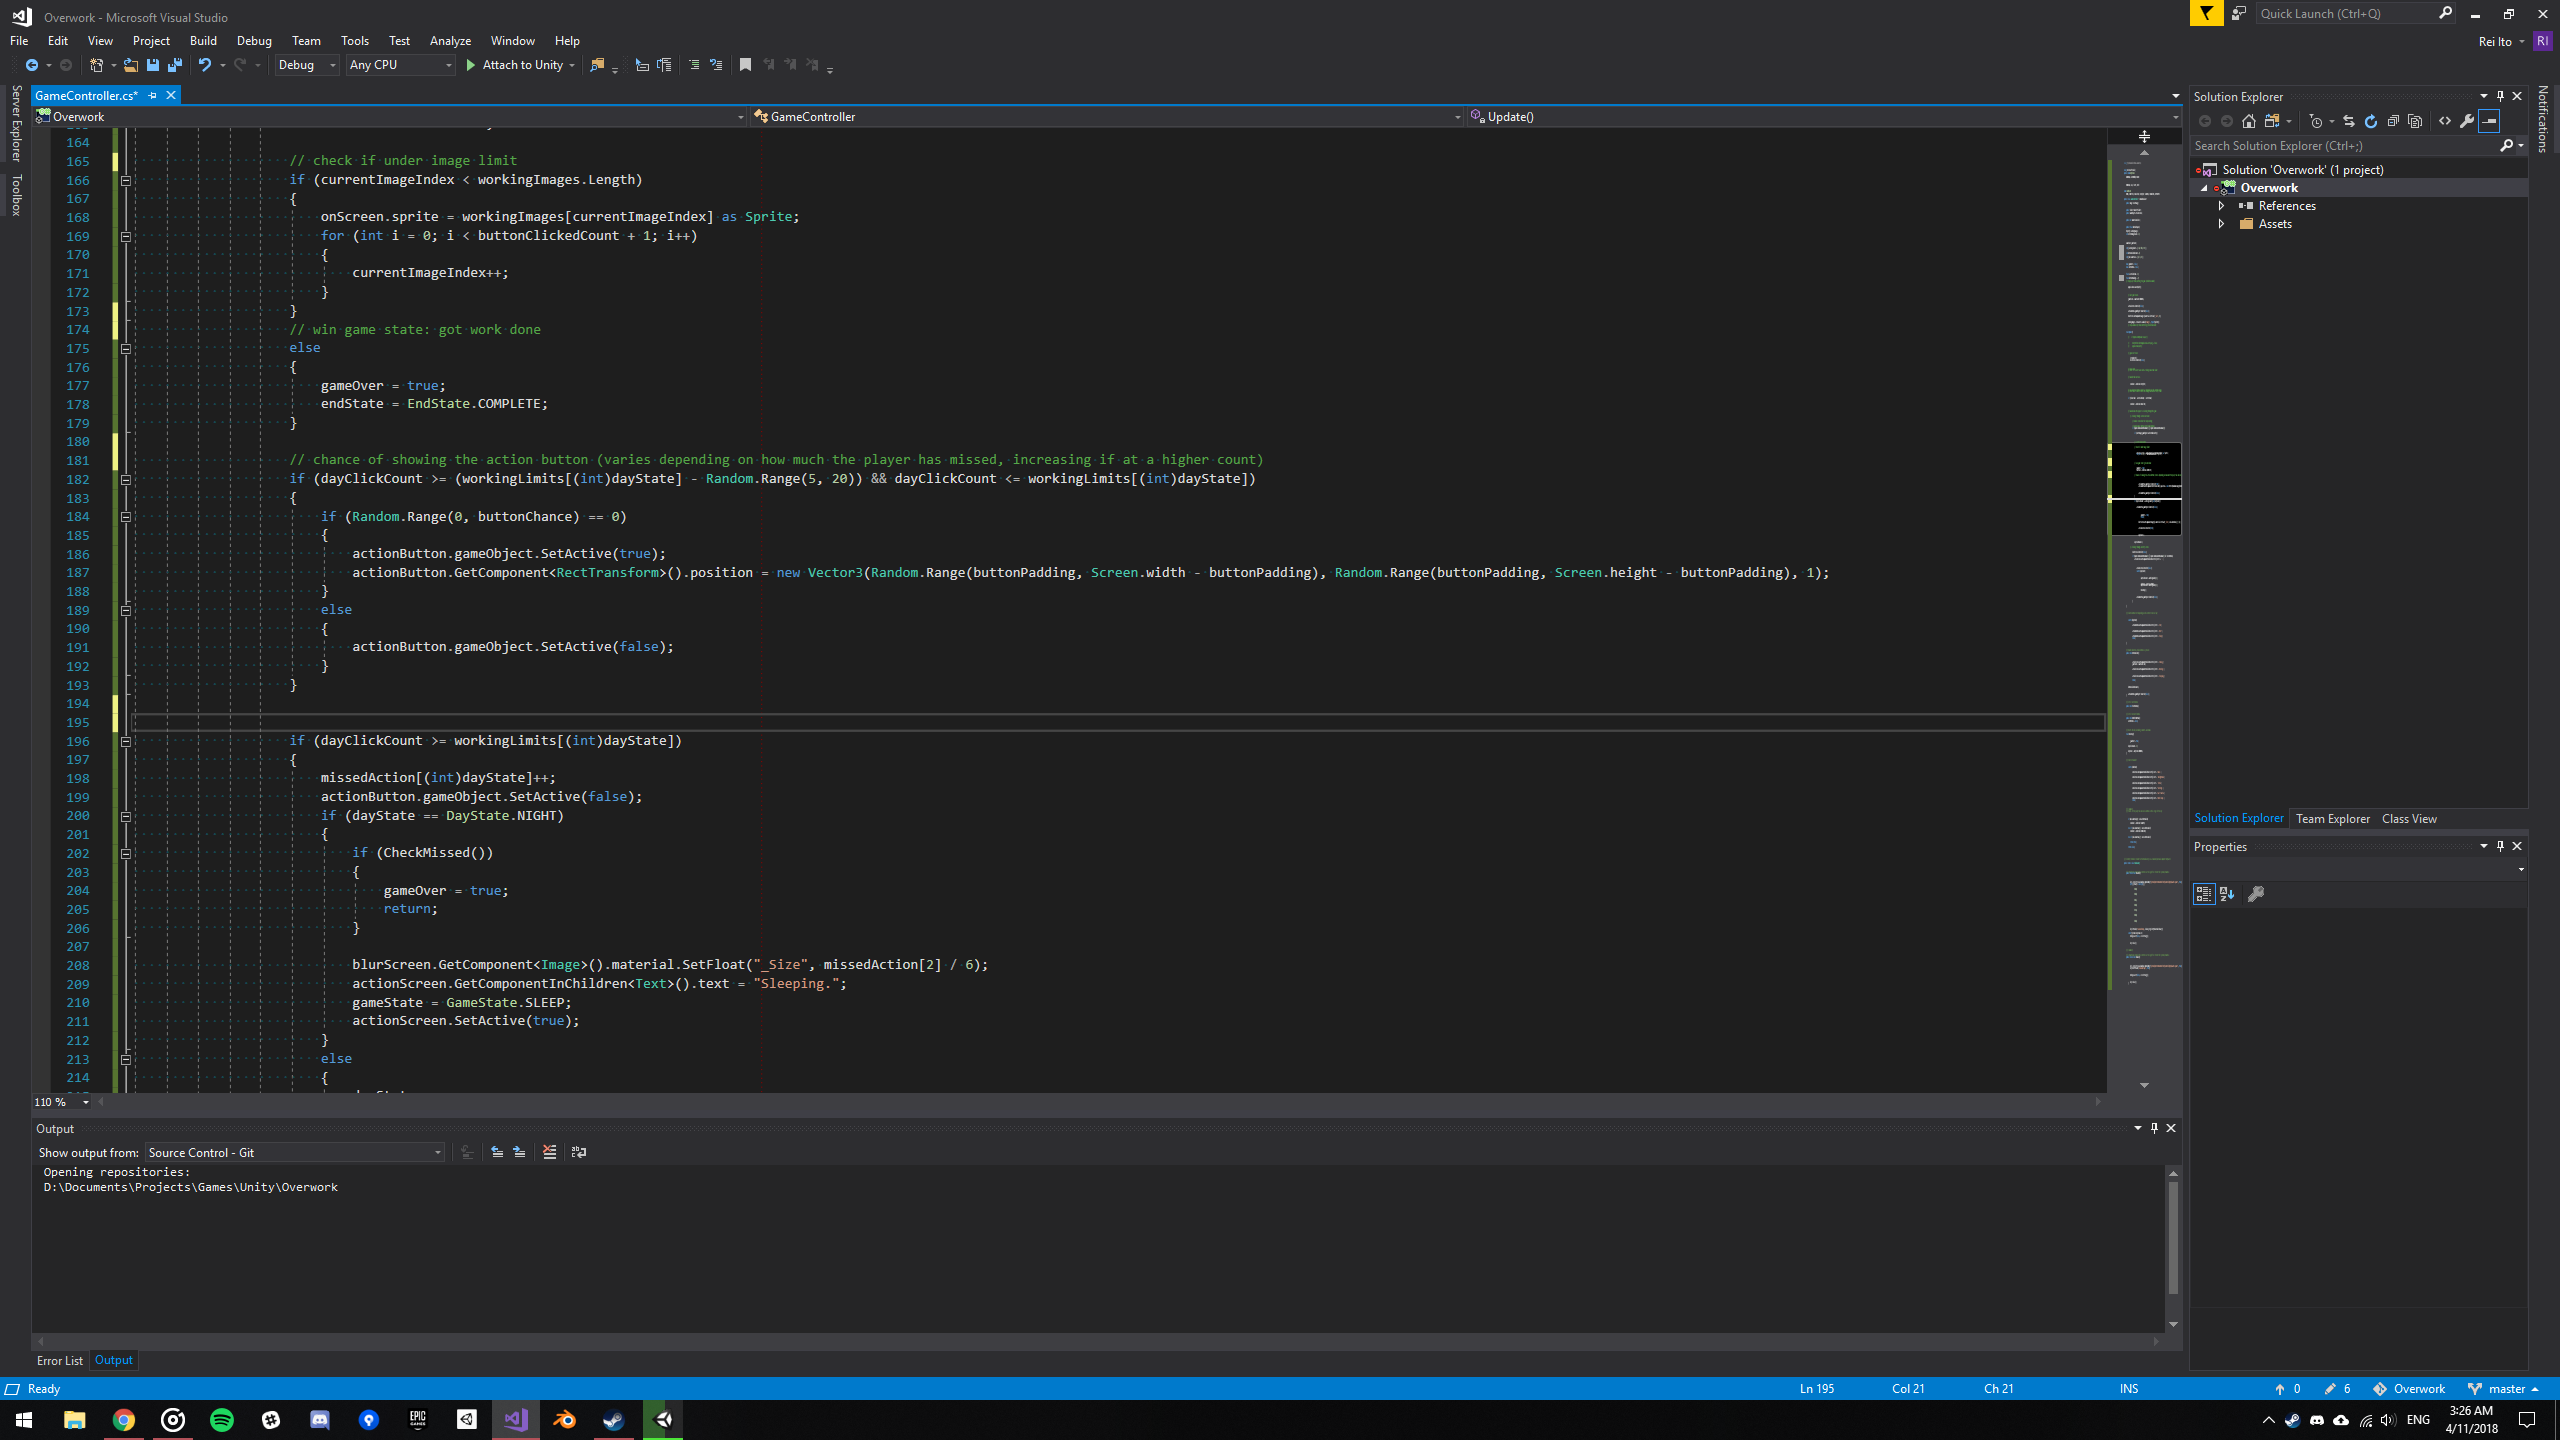 Overwork - Microsoft Visual Studio
Quick Launch (Ctrl+Q)
File Edit View Project Build Debug Team Tools Test Analyze Window Help
Rei Ito RI
Debug Any CPU Attach to Unity
Server Explorer
Toolbox
GameController.cs*
Overwork GameController Update()
164
165 // check if under image limit
166 if (currentImageIndex < workingImages.Length)
167 {
168 onScreen.sprite = workingImages[currentImageIndex] as Sprite;
169 for (int i = 0; i < buttonClickedCount + 1; i++)
170 {
171 currentImageIndex++;
172 }
173 }
174 // win game state: got work done
175 else
176 {
177 gameOver = true;
178 endState = EndState.COMPLETE;
179 }
180
181 // chance of showing the action button (varies depending on how much the player has missed, increasing if at a higher count)
182 if (dayClickCount >= (workingLimits[(int)dayState] - Random.Range(5, 20)) && dayClickCount <= workingLimits[(int)dayState])
183 {
184 if (Random.Range(0, buttonChance) == 0)
185 {
186 actionButton.gameObject.SetActive(true);
187 actionButton.GetComponent<RectTransform>().position = new Vector3(Random.Range(buttonPadding, Screen.width - buttonPadding), Random.Range(buttonPadding, Screen.height - buttonPadding), 1);
188 }
189 else
190 {
191 actionButton.gameObject.SetActive(false);
192 }
193 }
194
195
196 if (dayClickCount >= workingLimits[(int)dayState])
197 {
198 missedAction[(int)dayState]++;
199 actionButton.gameObject.SetActive(false);
200 if (dayState == DayState.NIGHT)
201 {
202 if (CheckMissed())
203 {
204 gameOver = true;
205 return;
206 }
207
208 blurScreen.GetComponent<Image>().material.SetFloat("_Size", missedAction[2] / 6);
209 actionScreen.GetComponentInChildren<Text>().text = "Sleeping.";
210 gameState = GameState.SLEEP;
211 actionScreen.SetActive(true);
212 }
213 else
214 {
110 %
Output
Show output from: Source Control - Git
Opening repositories:
D:\Documents\Projects\Games\Unity\Overwork
Error List Output
Solution Explorer
Search Solution Explorer (Ctrl+;)
Solution 'Overwork' (1 project)
Overwork
References
Assets
Solution Explorer Team Explorer Class View
Properties
Notifications
Ready Ln 195 Col 21 Ch 21 INS 0 6 Overwork master
EPIC GAMES
ENG 3:26 AM
4/11/2018